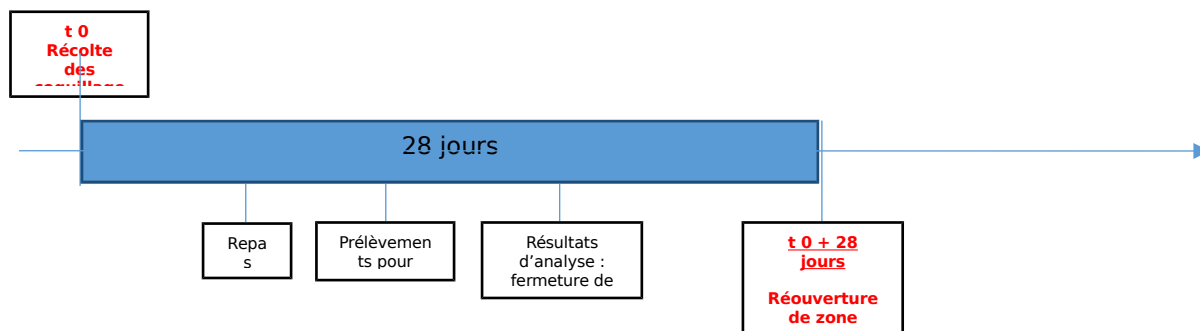 t 0
Récolte
des
coquillage
28 jours
Repa
s
Prélèvemen
ts pour
Résultats
d’analyse :
fermeture de
t 0 + 28
jours
Réouverture
de zone